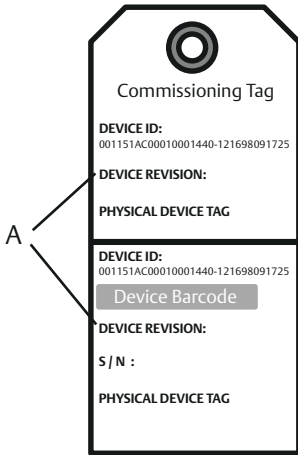 Commissioning Tag
DEVICE ID:
001151AC00010001440-121698091725
DEVICE REVISION:
PHYSICAL DEVICE TAG
A
DEVICE ID:
001151AC00010001440-121698091725
Device Barcode
DEVICE REVISION:
S / N :
PHYSICAL DEVICE TAG